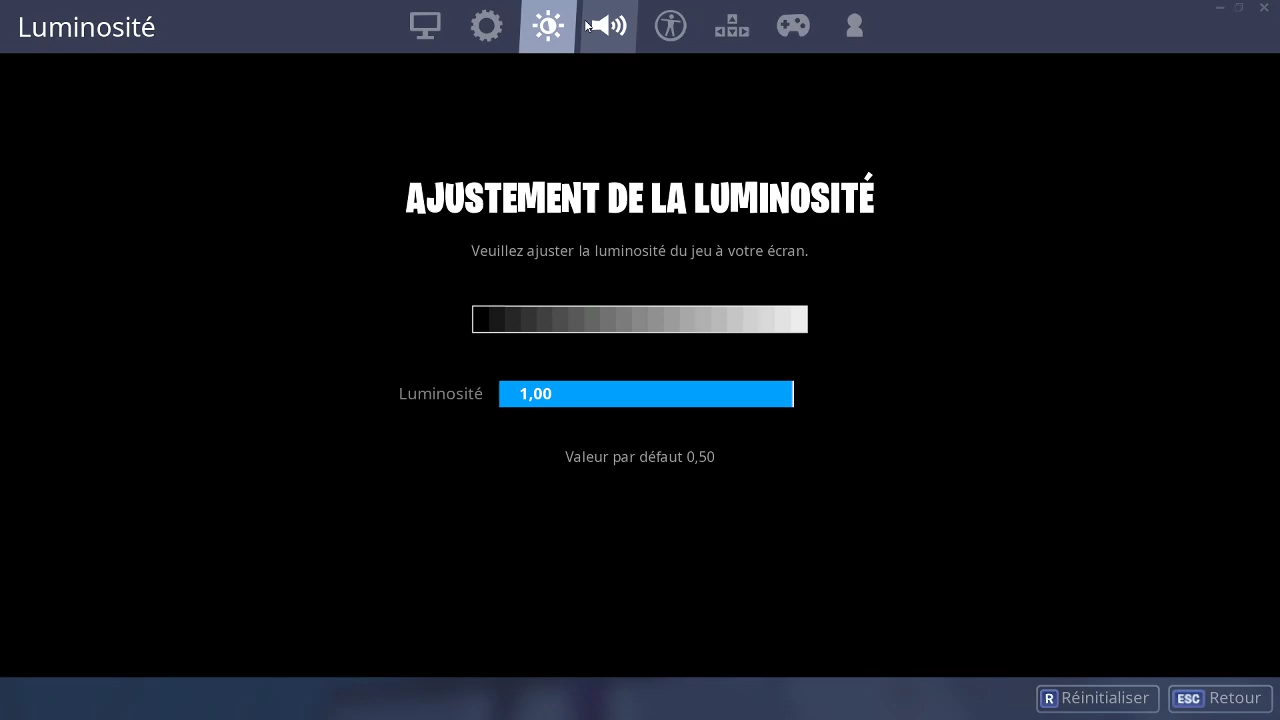 Luminosité
AJUSTEMENT DE LA LUMINOSITÉ
Veuillez ajuster la luminosité du jeu à votre écran.
Luminosité 1,00
Valeur par défaut 0,50
R Réinitialiser ESC Retour